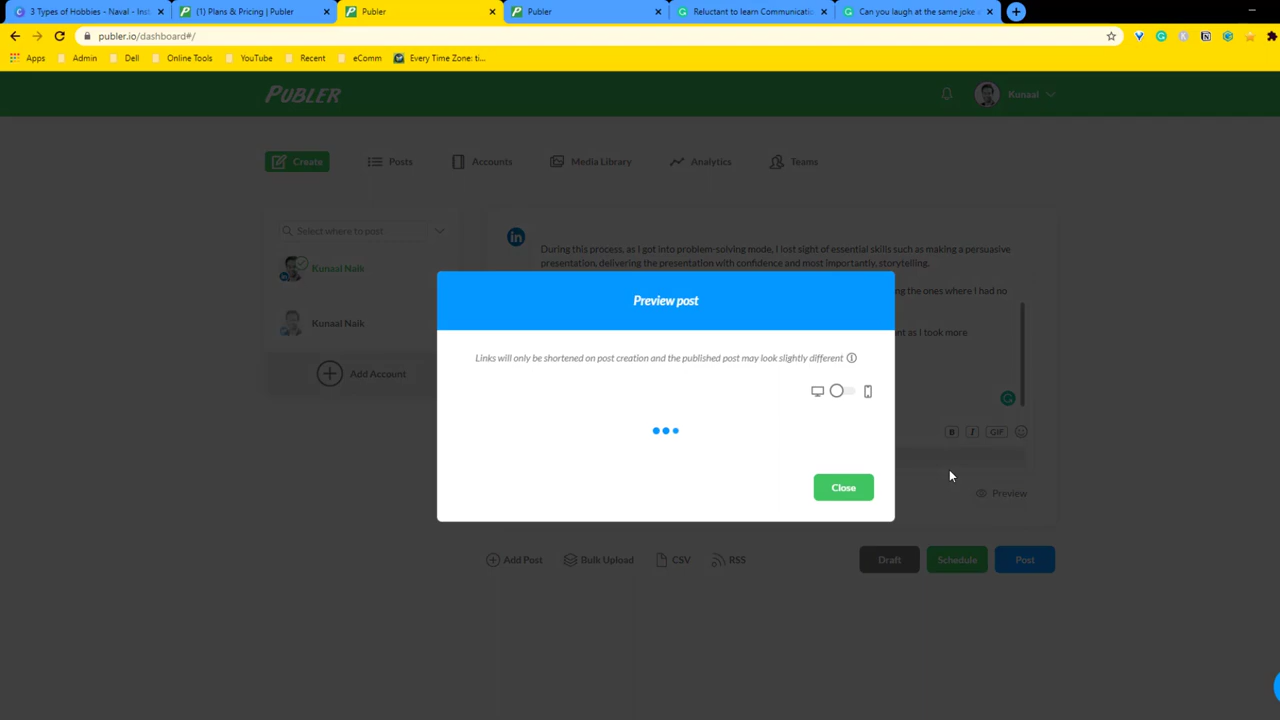 3 Types of Hobbies - Naval - Inst
(1) Plans & Pricing | Publer
Publer
Publer
Reluctant to learn Communicatio
Can you laugh at the same joke
publer.io/dashboard#/
Apps
Admin
Dell
Online Tools
YouTube
Recent
eComm
Every Time Zone: ti...
PUBLER
Kunaal
Create
Posts
Accounts
Media Library
Analytics
Teams
Select where to post
Kunaal Naik
Kunaal Naik
Add Account
During this process, as I got into problem-solving mode, I lost sight of essential skills such as making a persuasive
presentation, delivering the presentation with confidence and most importantly, storytelling.
ng the ones where I had no
nt as I took more
Preview post
Links will only be shortened on post creation and the published post may look slightly different
Close
B
I
GIF
Preview
Add Post
Bulk Upload
CSV
RSS
Draft
Schedule
Post